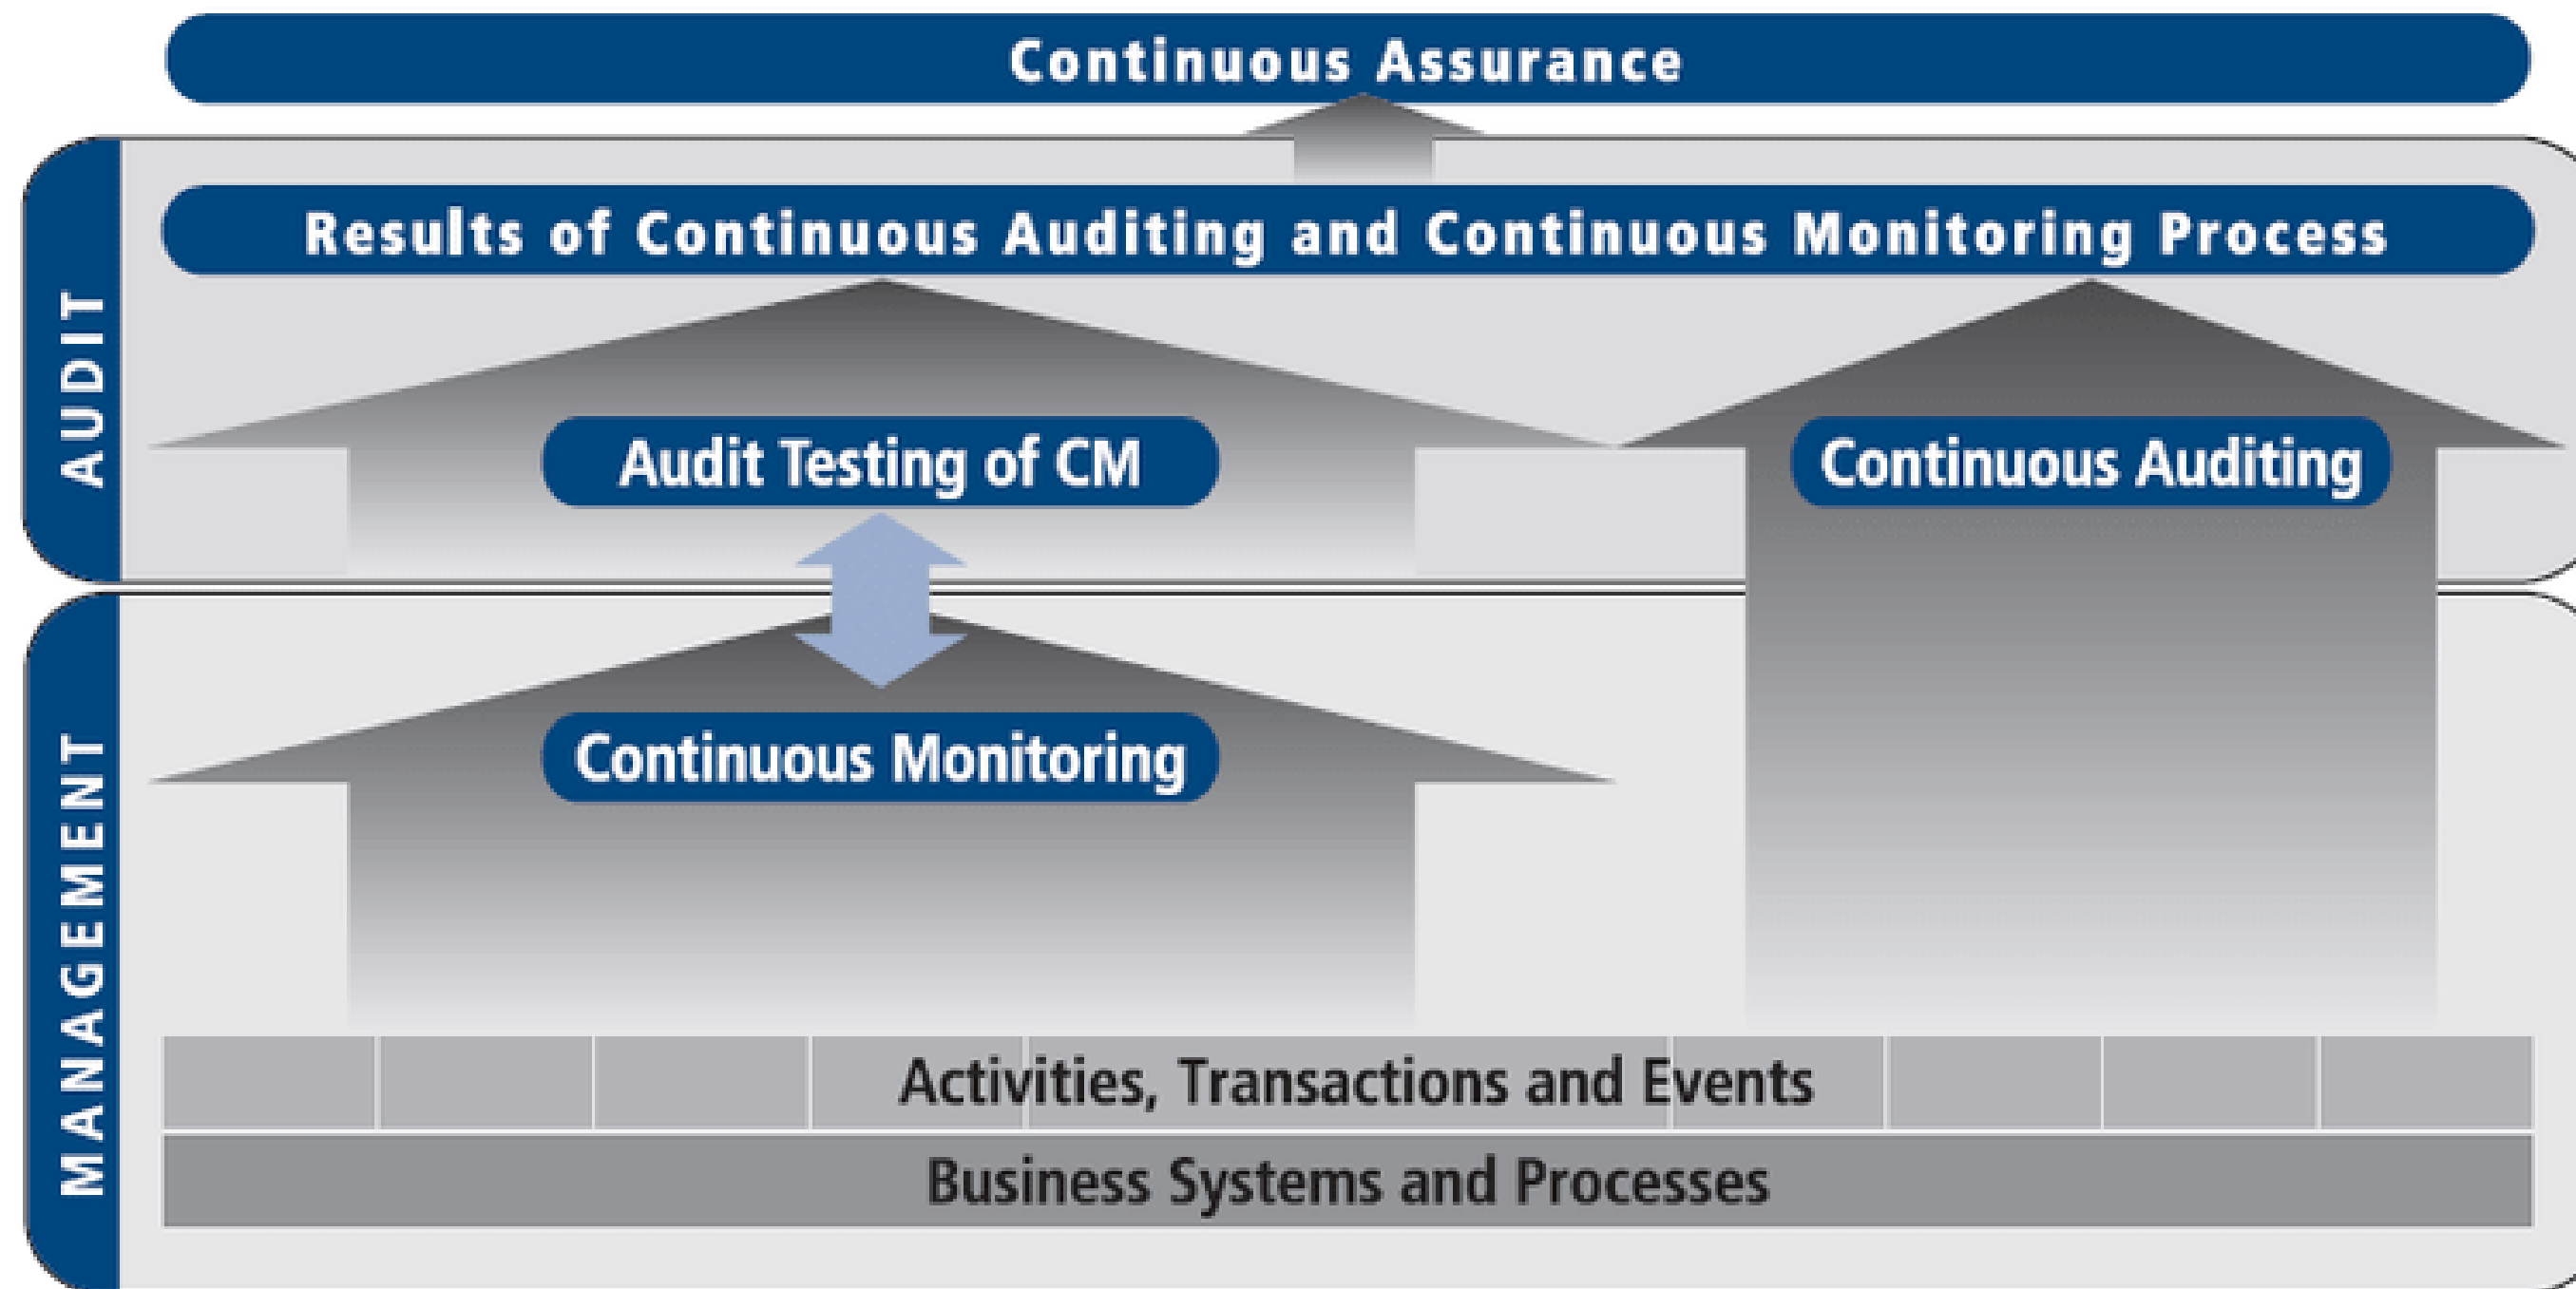 Continuous Assurance
AUDIT
Results of Continuous Auditing and Continuous Monitoring Process
Audit Testing of CM
Continuous Auditing
MANAGEMENT
Continuous Monitoring
Activities, Transactions and Events
Business Systems and Processes